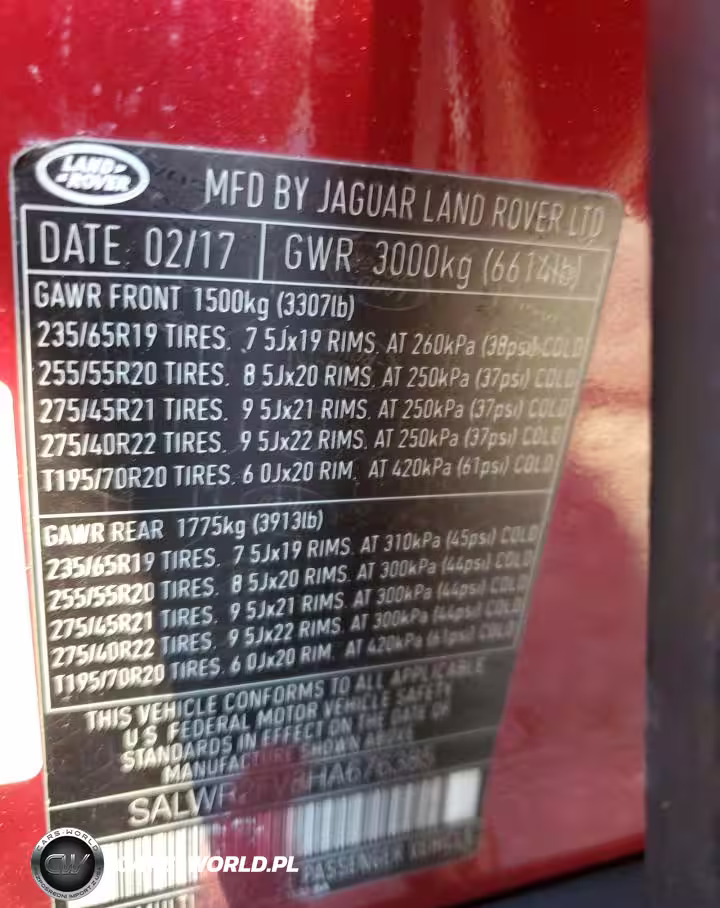 LAND ROVER
MFD BY JAGUAR LAND ROVER LTD
DATE 02/17 GWR 3000kg (6614lb)
GAWR FRONT 1500kg (3307lb)
235/65R19 TIRES. 7 5Jx19 RIMS. AT 260kPa (38psi) COLD
255/55R20 TIRES. 8 5Jx20 RIMS. AT 250kPa (37psi) COLD
275/45R21 TIRES. 9 5Jx21 RIMS. AT 250kPa (37psi) COLD
275/40R22 TIRES. 9 5Jx22 RIMS. AT 250kPa (37psi) COLD
T195/70R20 TIRES. 6 0Jx20 RIM. AT 420kPa (61psi) COLD
GAWR REAR 1775kg (3913lb)
235/65R19 TIRES. 7 5Jx19 RIMS. AT 310kPa (45psi) COLD
255/55R20 TIRES. 8 5Jx20 RIMS. AT 300kPa (44psi) COLD
275/45R21 TIRES. 9 5Jx21 RIMS. AT 300kPa (44psi) COLD
275/40R22 TIRES. 9 5Jx22 RIMS. AT 300kPa (44psi) COLD
T195/70R20 TIRES. 6 0Jx20 RIM. AT 420kPa (61psi) COLD
THIS VEHICLE CONFORMS TO ALL APPLICABLE
U.S. FEDERAL MOTOR VEHICLE SAFETY
STANDARDS IN EFFECT ON THE DATE OF
MANUFACTURE SHOWN ABOVE
PASSENGER VEHICLE
CARS-WORLD
CW
CARS-WORLD.PL